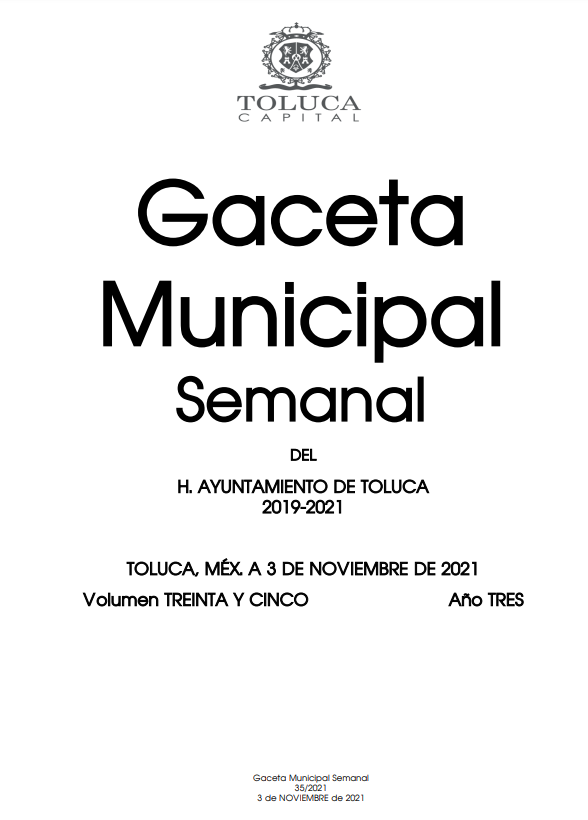 TOLUCA
CAPITAL
Gaceta
Municipal
Semanal
DEL
H. AYUNTAMIENTO DE TOLUCA
2019-2021
TOLUCA, MÉX. A 3 DE NOVIEMBRE DE 2021
Volumen TREINTA Y CINCO Año TRES
Gaceta Municipal Semanal
35/2021
3 de NOVIEMBRE de 2021